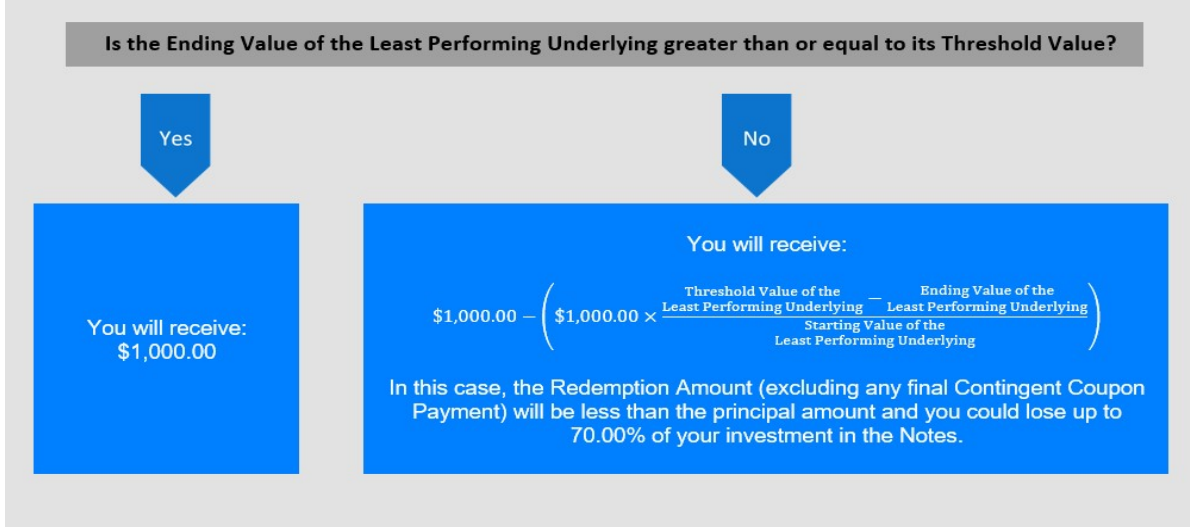 Is the Ending Value of the Least Performing Underlying greater than or equal to its Threshold Value?
Yes
No
You will receive:
$1,000.00
You will receive:
$1,000.00 − ($1,000.00 × (Threshold Value of the Least Performing Underlying − Ending Value of the Least Performing Underlying) / Starting Value of the Least Performing Underlying)
In this case, the Redemption Amount (excluding any final Contingent Coupon
Payment) will be less than the principal amount and you could lose up to
70.00% of your investment in the Notes.